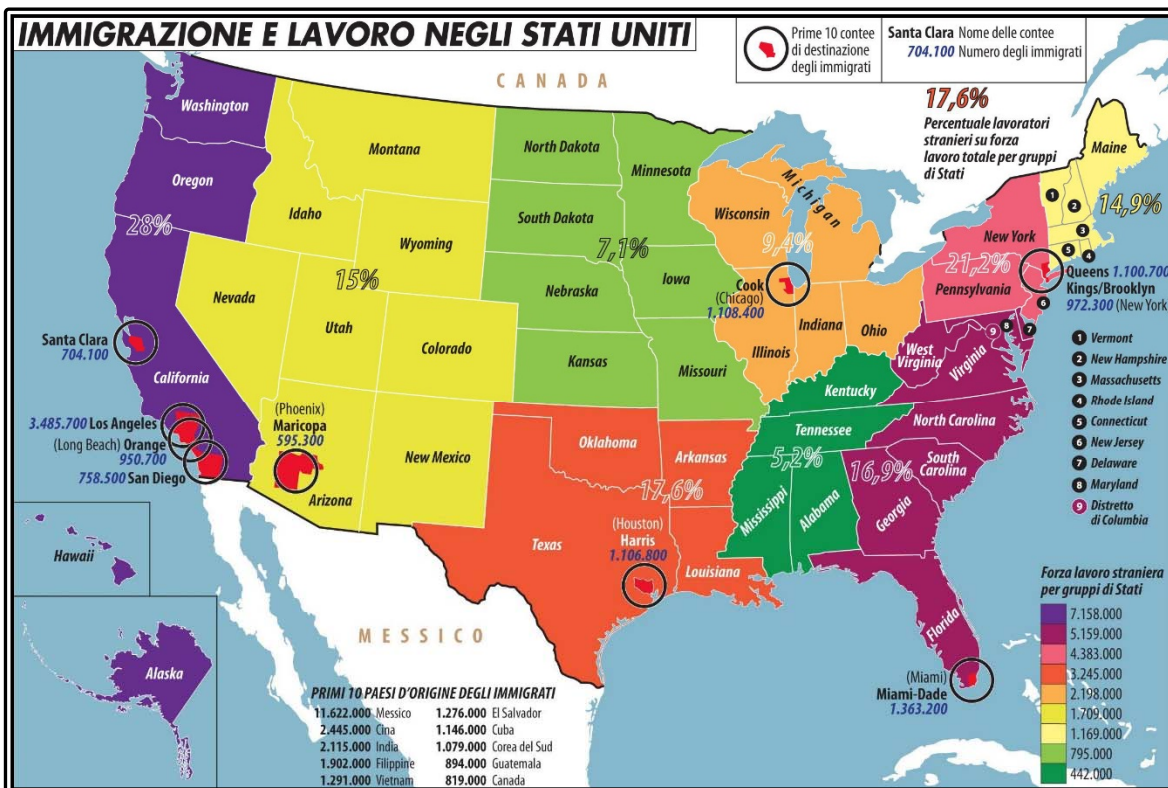 IMMIGRAZIONE E LAVORO NEGLI STATI UNITI
Prime 10 contee
di destinazione
degli immigrati
Santa Clara Nome delle contee
704.100 Numero degli immigrati
17,6%
Percentuale lavoratori
stranieri su forza
lavoro totale per gruppi
di Stati
CANADA
Washington
Oregon
28%
Montana
Idaho
Wyoming
15%
Nevada
Utah
Colorado
North Dakota
Minnesota
South Dakota
7,1%
Iowa
Nebraska
Kansas
Missouri
Wisconsin
Michigan
9,4%
Cook
(Chicago)
1.108.400
Illinois
Indiana
Ohio
Maine
1
2
14,9%
3
5
4
New York
21,2%
Pennsylvania
Queens 1.100.700
Kings/Brooklyn
972.300 (New York
6
9
8
7
1 Vermont
2 New Hampshire
3 Massachusetts
4 Rhode Island
5 Connecticut
6 New Jersey
7 Delaware
8 Maryland
9 Distretto
di Columbia
Santa Clara
704.100
California
3.485.700 Los Angeles
(Long Beach) Orange
950.700
758.500 San Diego
(Phoenix)
Maricopa
595.300
Arizona
New Mexico
Oklahoma
Arkansas
17,6%
Texas
(Houston)
Harris
1.106.800
Louisiana
Kentucky
Tennessee
5,2%
Mississippi
Alabama
West
Virginia
Virginia
North Carolina
South
Carolina
16,9%
Georgia
Florida
(Miami)
Miami-Dade
1.363.200
Hawaii
Alaska
MESSICO
PRIMI 10 PAESI D'ORIGINE DEGLI IMMIGRATI
11.622.000 Messico 1.276.000 El Salvador
2.445.000 Cina 1.146.000 Cuba
2.115.000 India 1.079.000 Corea del Sud
1.902.000 Filippine 894.000 Guatemala
1.291.000 Vietnam 819.000 Canada
Forza lavoro straniera
per gruppi di Stati
7.158.000
5.159.000
4.383.000
3.245.000
2.198.000
1.709.000
1.169.000
795.000
442.000